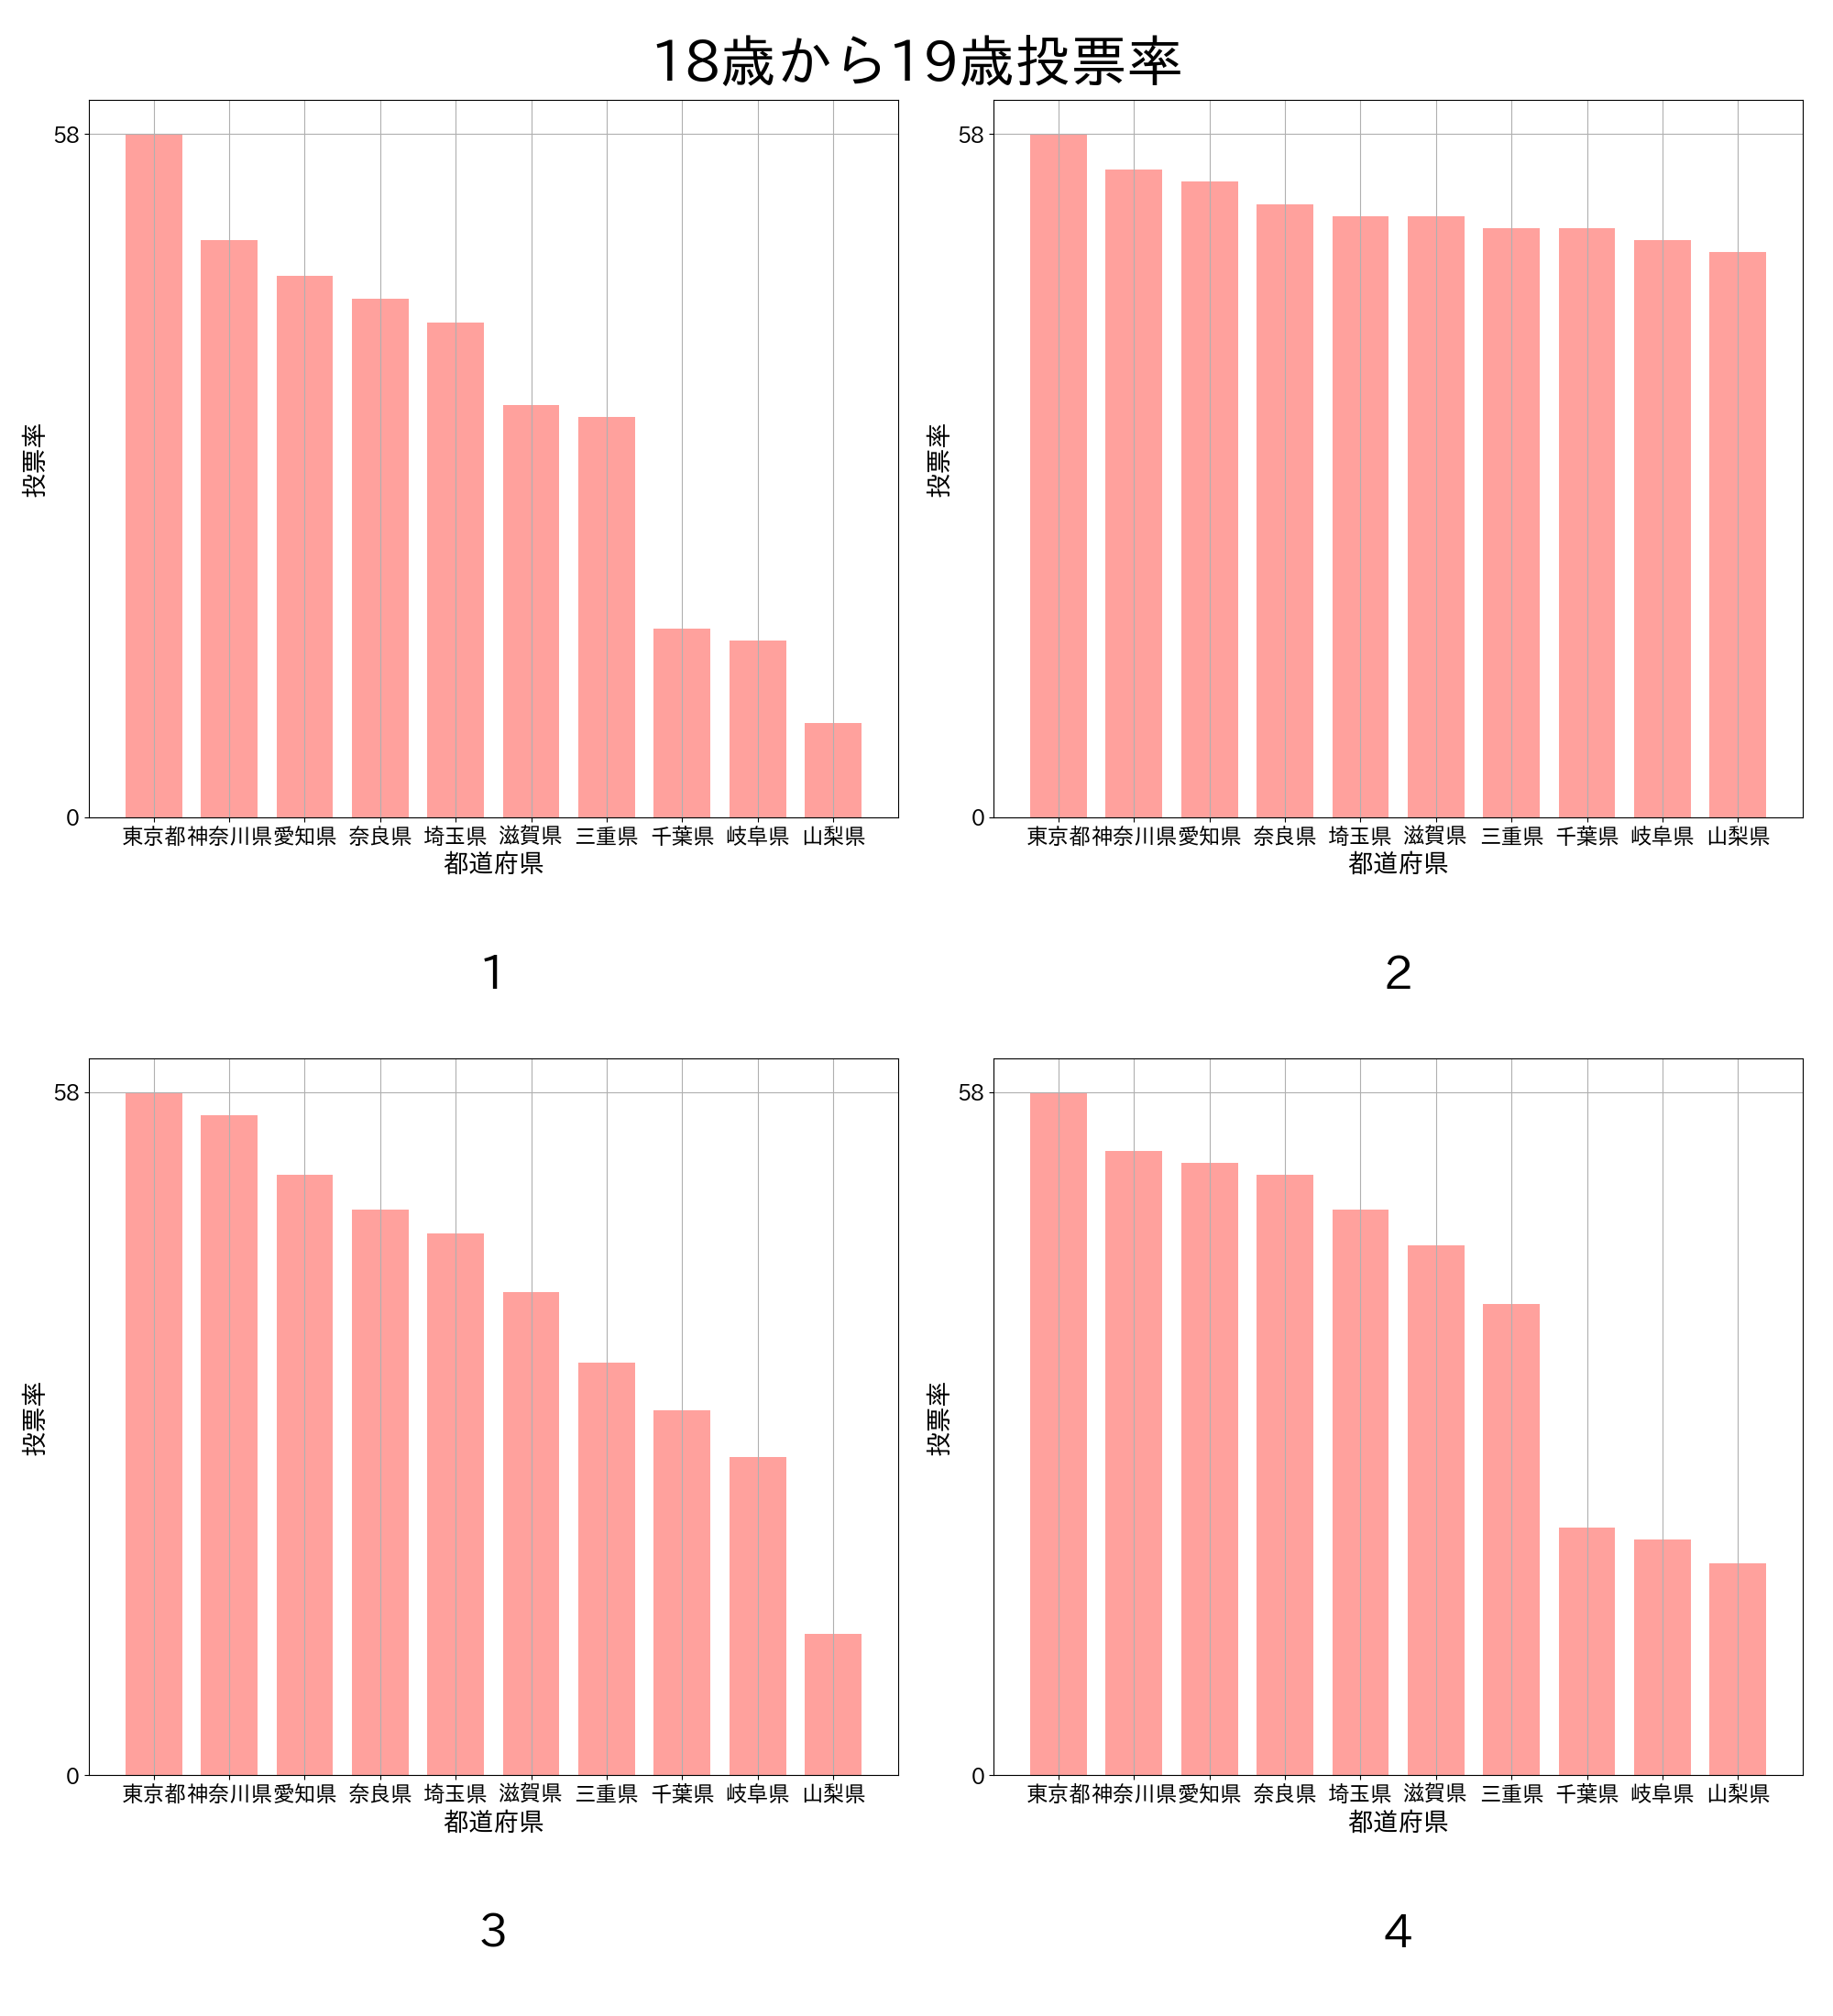 18歳から19歳投票率
58
0
投票率
東京都 神奈川県 愛知県 奈良県 埼玉県 滋賀県 三重県 千葉県 岐阜県 山梨県
都道府県
1
58
0
投票率
東京都 神奈川県 愛知県 奈良県 埼玉県 滋賀県 三重県 千葉県 岐阜県 山梨県
都道府県
2
58
0
投票率
東京都 神奈川県 愛知県 奈良県 埼玉県 滋賀県 三重県 千葉県 岐阜県 山梨県
都道府県
3
58
0
投票率
東京都 神奈川県 愛知県 奈良県 埼玉県 滋賀県 三重県 千葉県 岐阜県 山梨県
都道府県
4